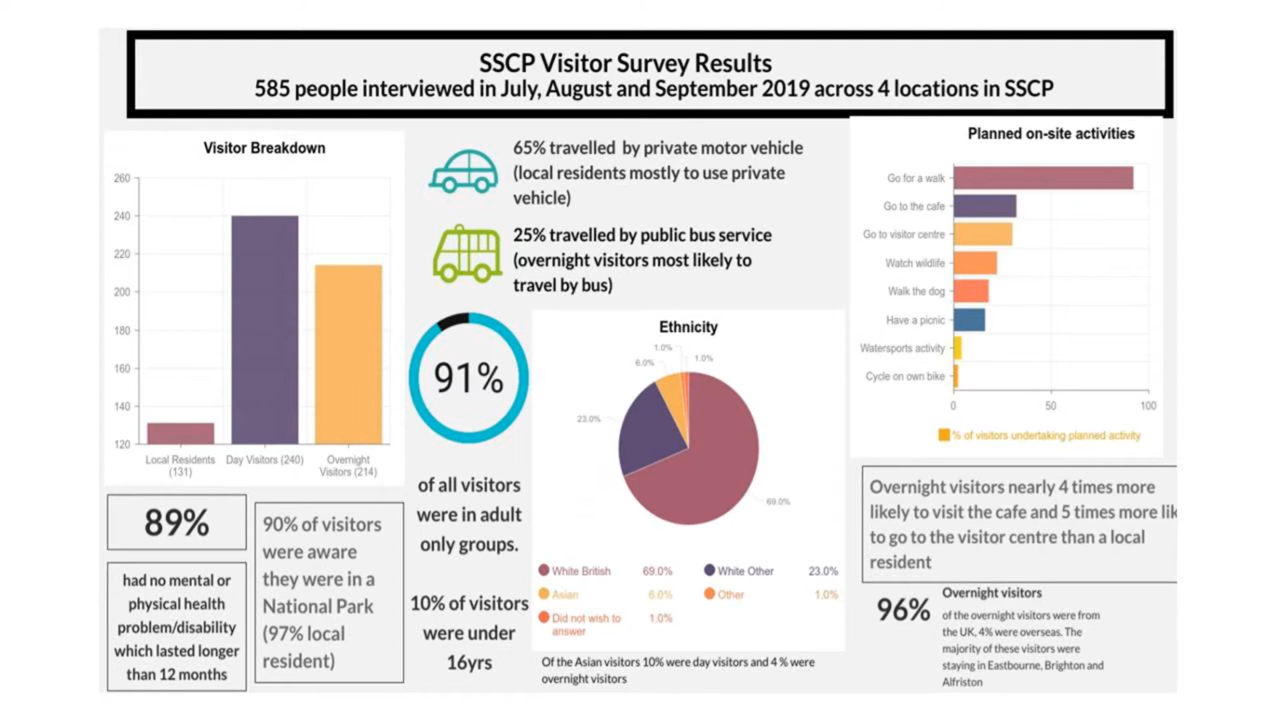 SSCP Visitor Survey Results
585 people interviewed in July, August and September 2019 across 4 locations in SSCP
Visitor Breakdown
260
240
220
200
180
160
140
120
Local Residents
(131)
Day Visitors (240)
Overnight
Visitors (214)
89%
had no mental or
physical health
problem/disability
which lasted longer
than 12 months
90% of visitors
were aware
they were in a
National Park
(97% local
resident)
65% travelled by private motor vehicle
(local residents mostly to use private
vehicle)
25% travelled by public bus service
(overnight visitors most likely to
travel by bus)
91%
of all visitors
were in adult
only groups.
10% of visitors
were under
16yrs
Ethnicity
1.0%
1.0%
6.0%
23.0%
69.0%
White British 69.0%
White Other 23.0%
Asian 6.0%
Other 1.0%
Did not wish to 1.0%
answer
Of the Asian visitors 10% were day visitors and 4 % were
overnight visitors
Planned on-site activities
Go for a walk
Go to the cafe
Go to visitor centre
Watch wildlife
Walk the dog
Have a picnic
Watersports activity
Cycle on own bike
0 50 100
% of visitors undertaking planned activity
Overnight visitors nearly 4 times more
likely to visit the cafe and 5 times more lik
to go to the visitor centre than a local
resident
96%
Overnight visitors
of the overnight visitors were from
the UK, 4% were overseas. The
majority of these visitors were
staying in Eastbourne, Brighton and
Alfriston